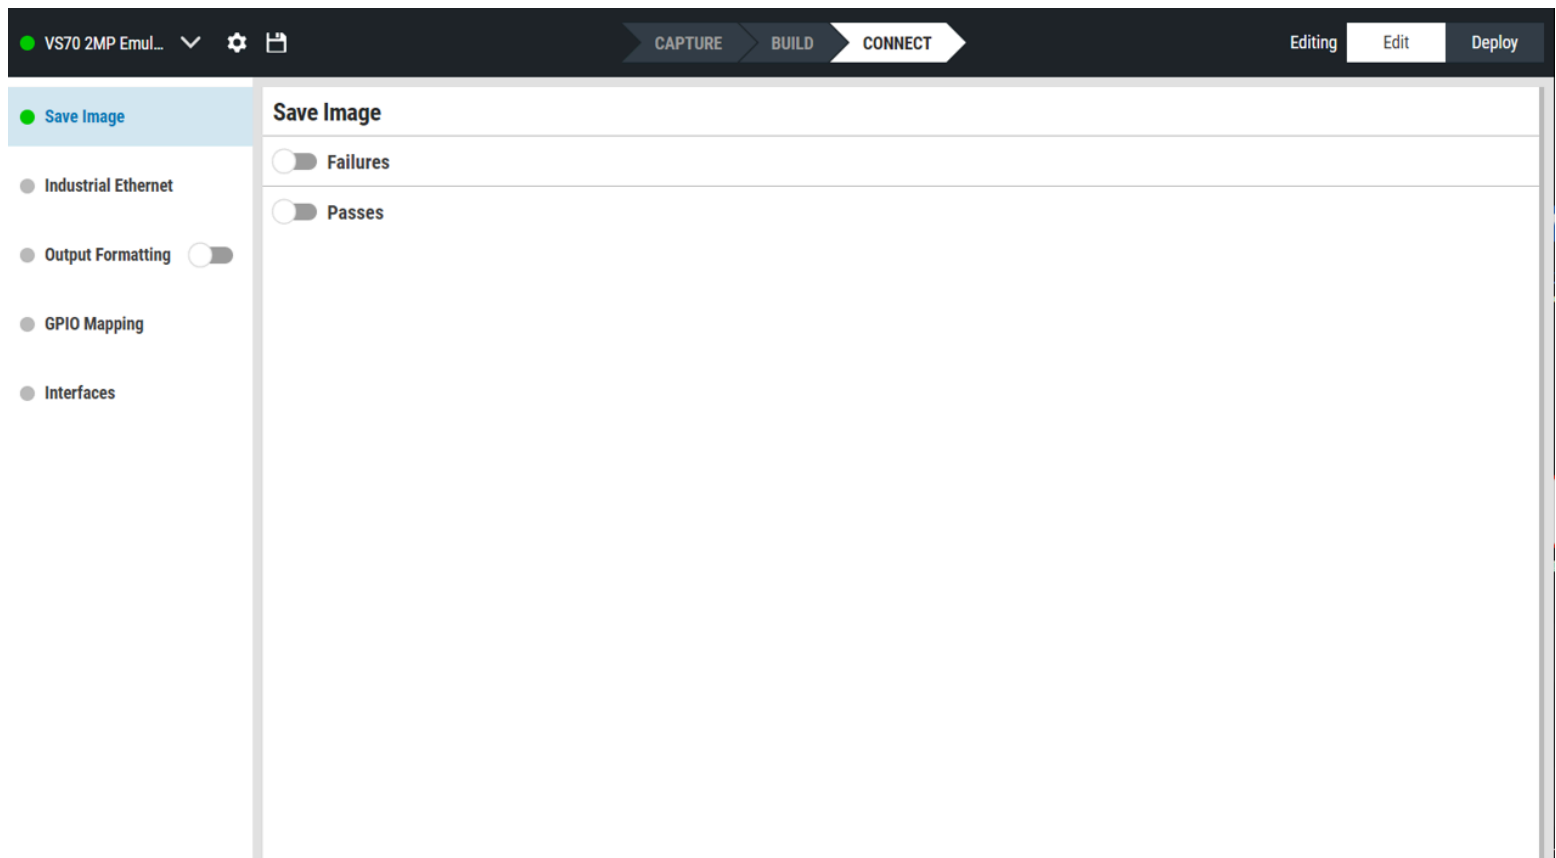 VS70 2MP Emul...
CAPTURE
BUILD
CONNECT
Editing
Edit
Deploy
Save Image
Industrial Ethernet
Output Formatting
GPIO Mapping
Interfaces
Save Image
Failures
Passes